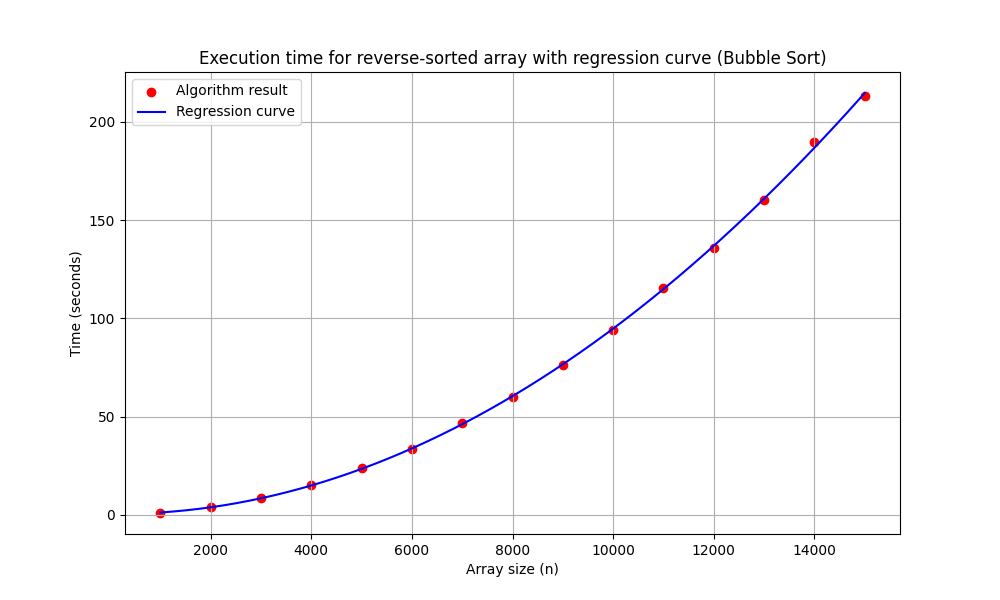 Execution time for reverse-sorted array with regression curve (Bubble Sort)
Algorithm result
Regression curve
Time (seconds)
200
150
100
50
0
2000 4000 6000 8000 10000 12000 14000
Array size (n)